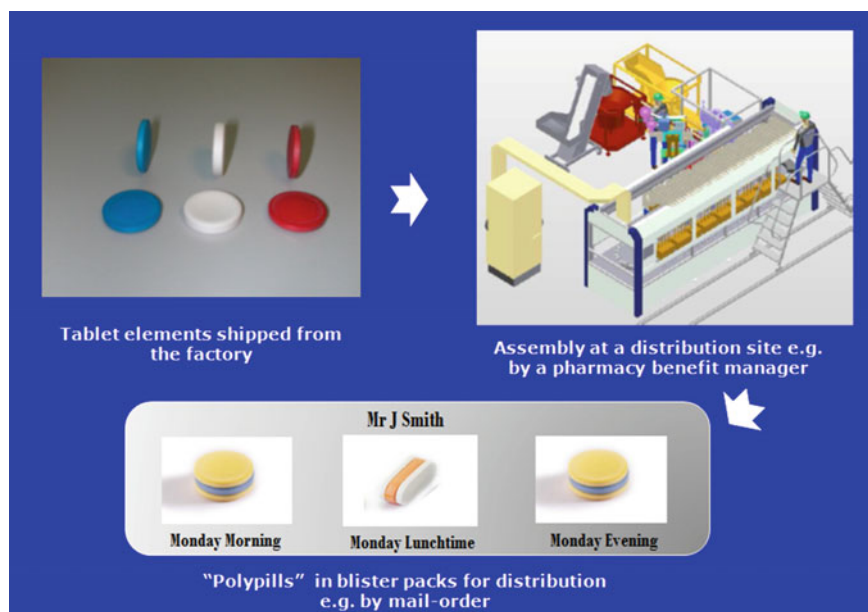 Tablet elements shipped from
the factory
Assembly at a distribution site e.g.
by a pharmacy benefit manager
Mr J Smith
Monday Morning
Monday Lunchtime
Monday Evening
“Polypills” in blister packs for distribution
e.g. by mail-order